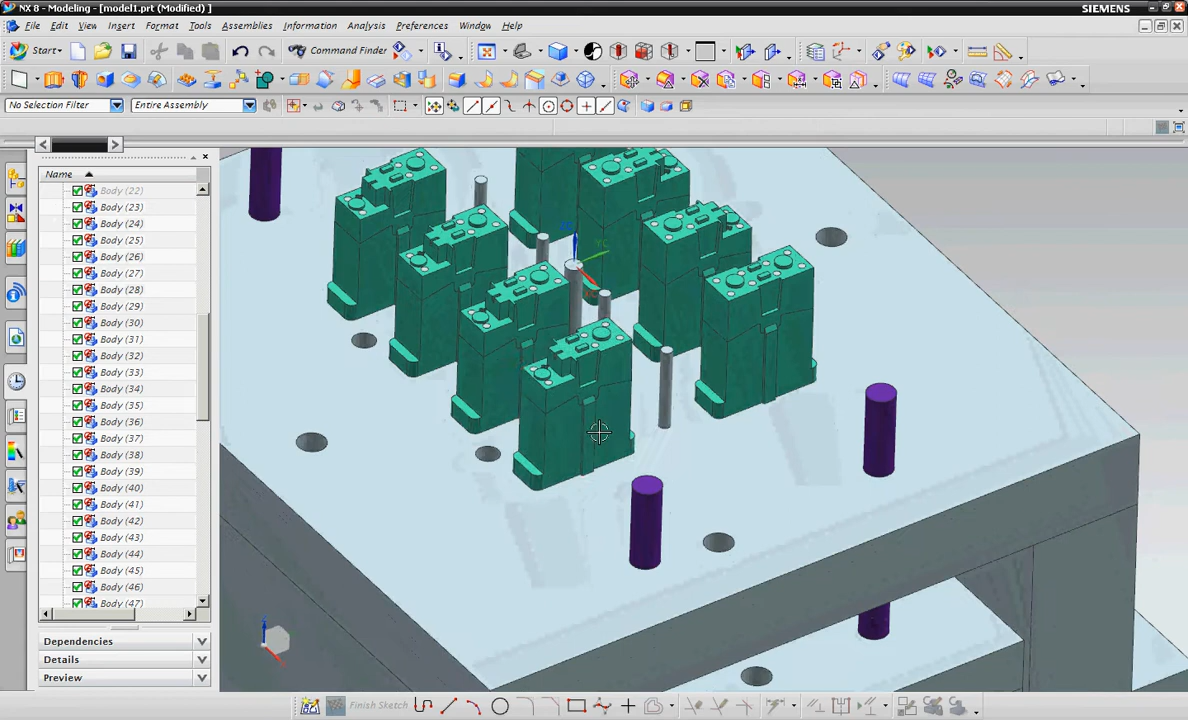 NX 8 - Modeling - [model1.prt (Modified) ]
SIEMENS
File Edit View Insert Format Tools Assemblies Information Analysis Preferences Window Help
Start Command Finder
No Selection Filter Entire Assembly
Name
Body (22)
Body (23)
Body (24)
Body (25)
Body (26)
Body (27)
Body (28)
Body (29)
Body (30)
Body (31)
Body (32)
Body (33)
Body (34)
Body (35)
Body (36)
Body (37)
Body (38)
Body (39)
Body (40)
Body (41)
Body (42)
Body (43)
Body (44)
Body (45)
Body (46)
Body (47)
Dependencies
Details
Preview
YC
Finish Sketch